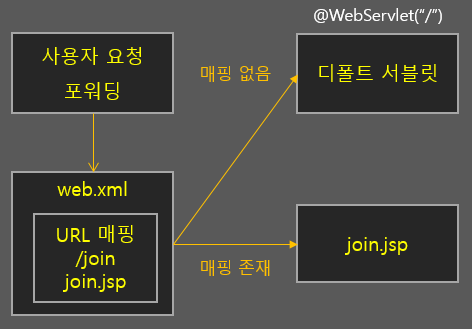 @WebServlet("/")
사용자 요청
포워딩
매핑 없음
디폴트 서블릿
web.xml
URL 매핑
/join
join.jsp
매핑 존재
join.jsp